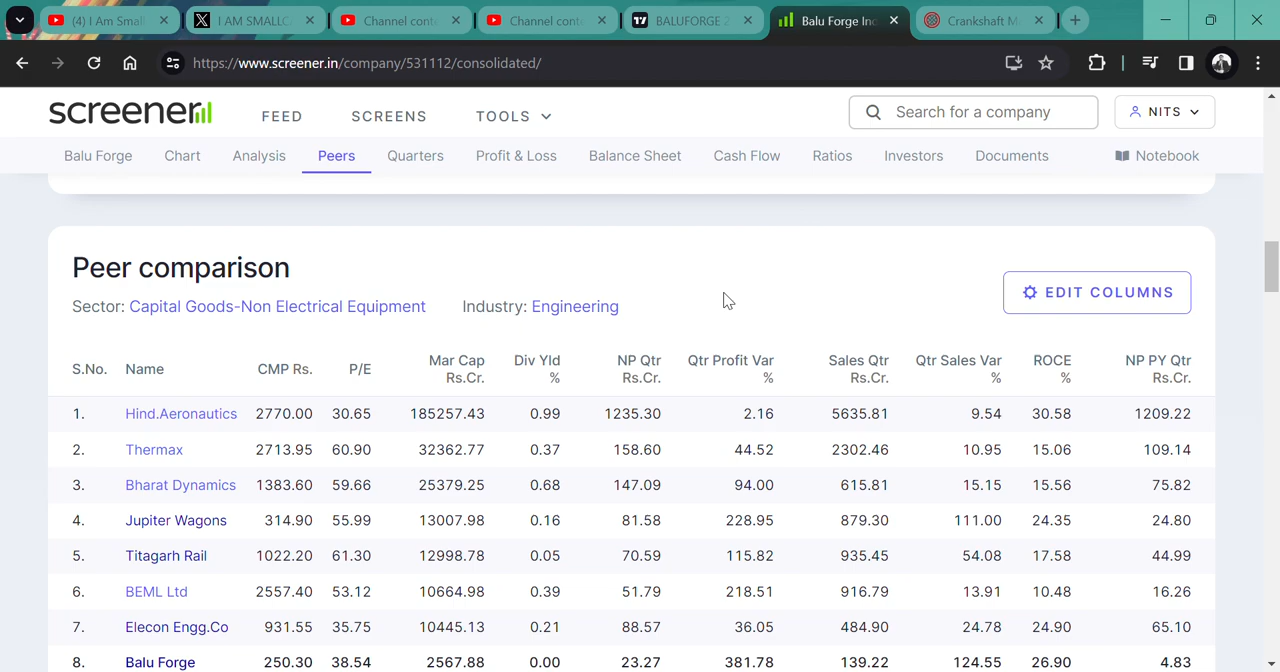 (4) I Am Small
I AM SMALLC
Channel conte
Channel conte
BALUFORGE 2
Balu Forge Ind
Crankshaft M
https://www.screener.in/company/531112/consolidated/
screener
FEED SCREENS TOOLS
Search for a company
NITS
Balu Forge Chart Analysis Peers Quarters Profit & Loss Balance Sheet Cash Flow Ratios Investors Documents Notebook
Peer comparison
Sector: Capital Goods-Non Electrical Equipment Industry: Engineering
EDIT COLUMNS
S.No. Name CMP Rs. P/E Mar Cap Rs.Cr. Div Yld % NP Qtr Rs.Cr. Qtr Profit Var % Sales Qtr Rs.Cr. Qtr Sales Var % ROCE % NP PY Qtr Rs.Cr.
1. Hind.Aeronautics 2770.00 30.65 185257.43 0.99 1235.30 2.16 5635.81 9.54 30.58 1209.22
2. Thermax 2713.95 60.90 32362.77 0.37 158.60 44.52 2302.46 10.95 15.06 109.14
3. Bharat Dynamics 1383.60 59.66 25379.25 0.68 147.09 94.00 615.81 15.15 15.56 75.82
4. Jupiter Wagons 314.90 55.99 13007.98 0.16 81.58 228.95 879.30 111.00 24.35 24.80
5. Titagarh Rail 1022.20 61.30 12998.78 0.05 70.59 115.82 935.45 54.08 17.58 44.99
6. BEML Ltd 2557.40 53.12 10664.98 0.39 51.79 218.51 916.79 13.91 10.48 16.26
7. Elecon Engg.Co 931.55 35.75 10445.13 0.21 88.57 36.05 484.90 24.78 24.90 65.10
8. Balu Forge 250.30 38.54 2567.88 0.00 23.27 381.78 139.22 124.55 26.90 4.83